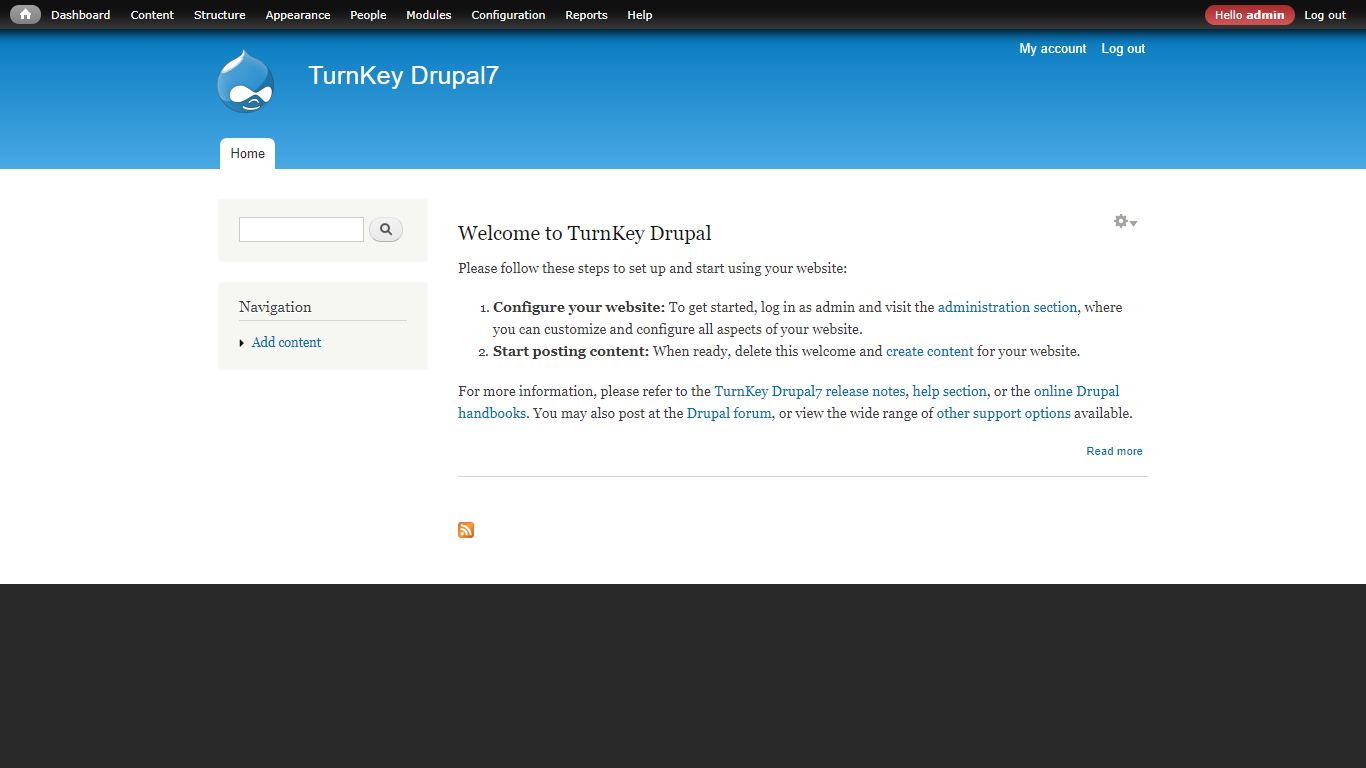 Dashboard Content Structure Appearance People Modules Configuration Reports Help Hello admin Log out
My account Log out
TurnKey Drupal7
Home
Navigation
Add content
Welcome to TurnKey Drupal
Please follow these steps to set up and start using your website:
1. Configure your website: To get started, log in as admin and visit the administration section, where
you can customize and configure all aspects of your website.
2. Start posting content: When ready, delete this welcome and create content for your website.
For more information, please refer to the TurnKey Drupal7 release notes, help section, or the online Drupal
handbooks. You may also post at the Drupal forum, or view the wide range of other support options available.
Read more